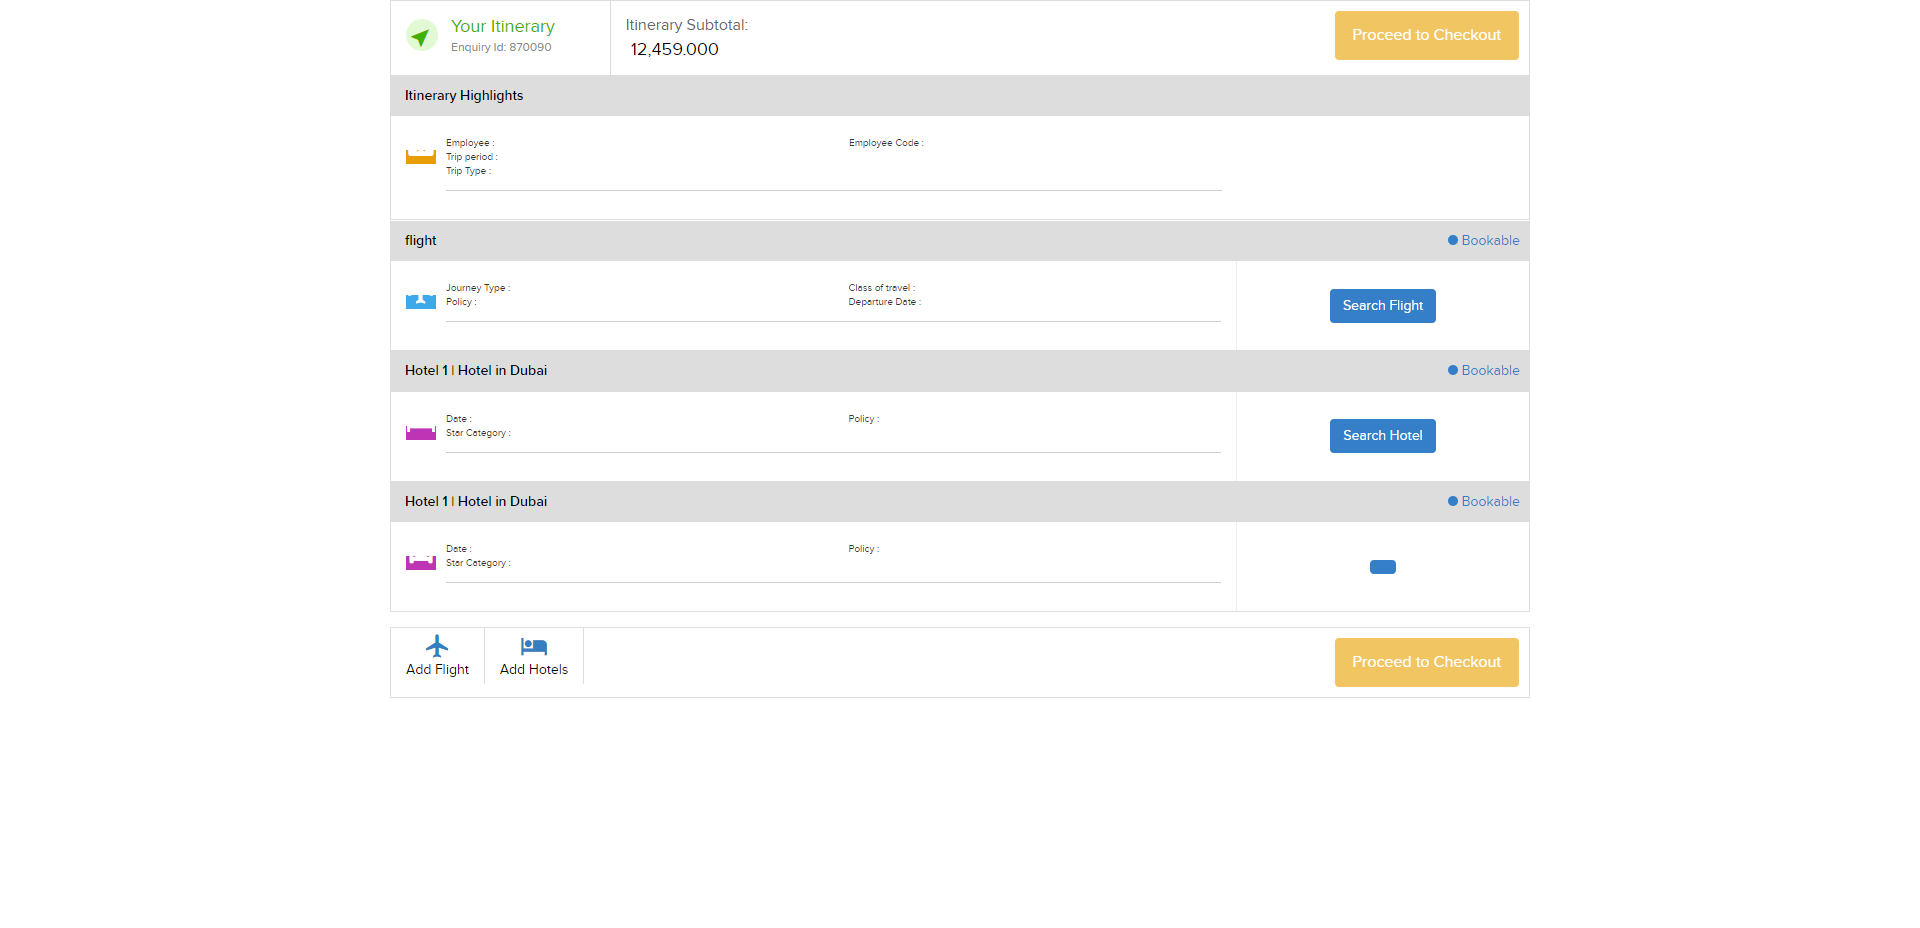 Your Itinerary
Enquiry Id: 870090
Itinerary Subtotal:
12,459.000
Proceed to Checkout
Itinerary Highlights
Employee :
Employee Code :
Trip period :
Trip Type :
flight
Bookable
Journey Type :
Class of travel :
Policy :
Departure Date :
Search Flight
Hotel 1 | Hotel in Dubai
Bookable
Date :
Policy :
Star Category :
Search Hotel
Hotel 1 | Hotel in Dubai
Bookable
Date :
Policy :
Star Category :
Add Flight
Add Hotels
Proceed to Checkout